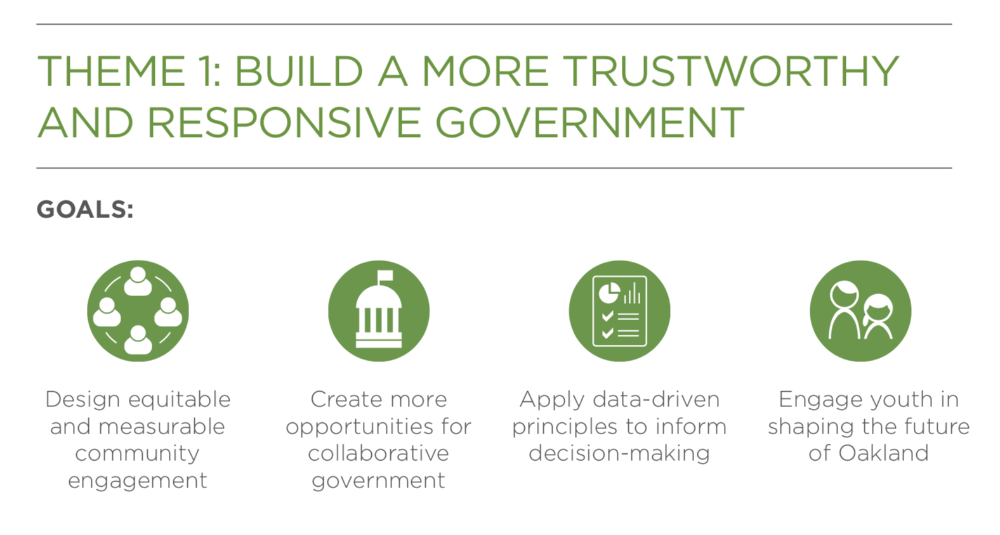 THEME 1: BUILD A MORE TRUSTWORTHY
AND RESPONSIVE GOVERNMENT
GOALS:
Design equitable
and measurable
community
engagement
Create more
opportunities for
collaborative
government
Apply data-driven
principles to inform
decision-making
Engage youth in
shaping the future
of Oakland